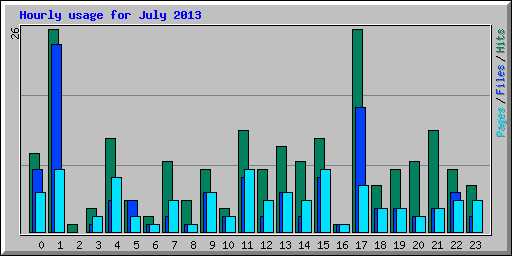 Hourly usage for July 2013
26
Pages/Files/Hits
0 1 2 3 4 5 6 7 8 9 10 11 12 13 14 15 16 17 18 19 20 21 22 23